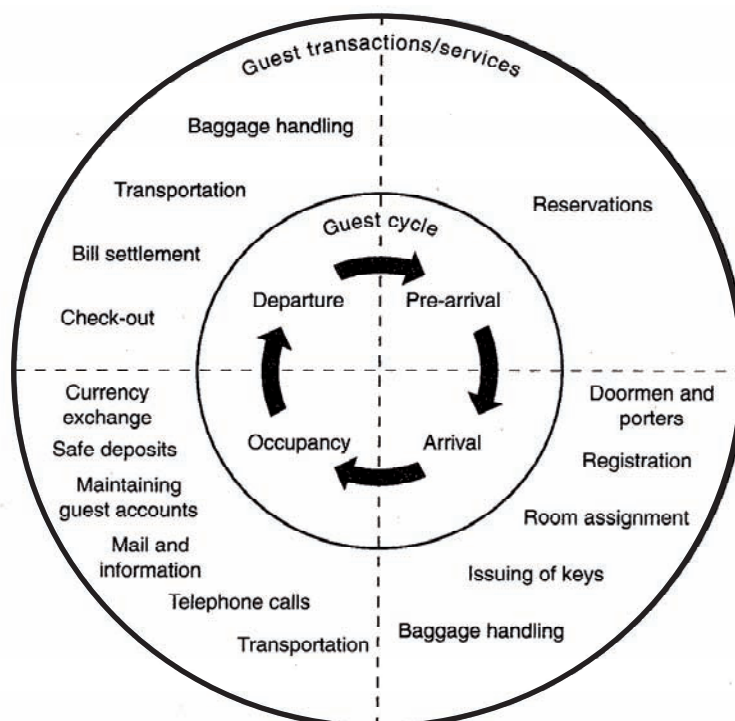 Guest transactions/services
Baggage handling
Transportation
Bill settlement
Check-out
Reservations
Guest cycle
Departure
Pre-arrival
Occupancy
Arrival
Currency
exchange
Safe deposits
Maintaining
guest accounts
Mail and
information
Telephone calls
Transportation
Doormen and
porters
Registration
Room assignment
Issuing of keys
Baggage handling